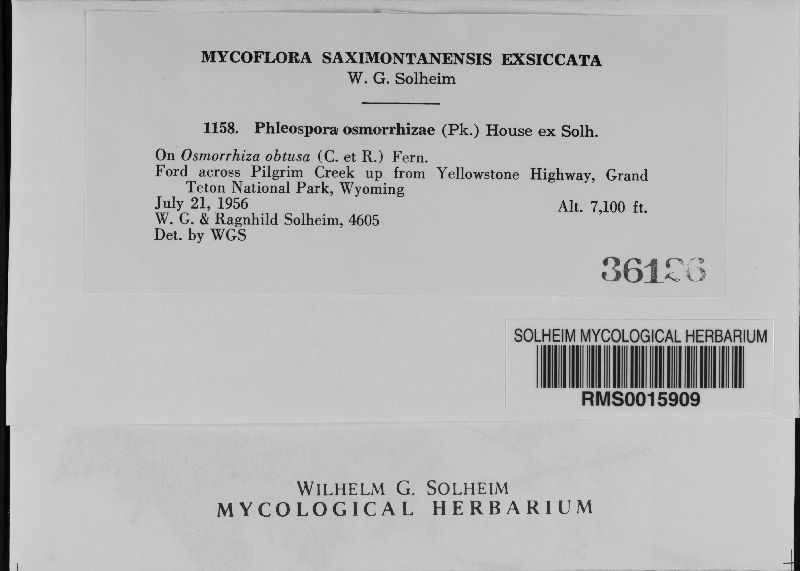 MYCOFLORA SAXIMONTANENSIS EXSICCATA
W. G. Solheim
1158. Phleospora osmorrhizae (Pk.) House ex Solh.
On Osmorrhiza obtusa (C. et R.) Fern.
Ford across Pilgrim Creek up from Yellowstone Highway, Grand
Teton National Park, Wyoming
July 21, 1956 Alt. 7,100 ft.
W. G. & Ragnhild Solheim, 4605
Det. by WGS
SOLHEIM MYCOLOGICAL HERBARIUM
RMS0015909
WILHELM G. SOLHEIM
MYCOLOGICAL HERBARIUM